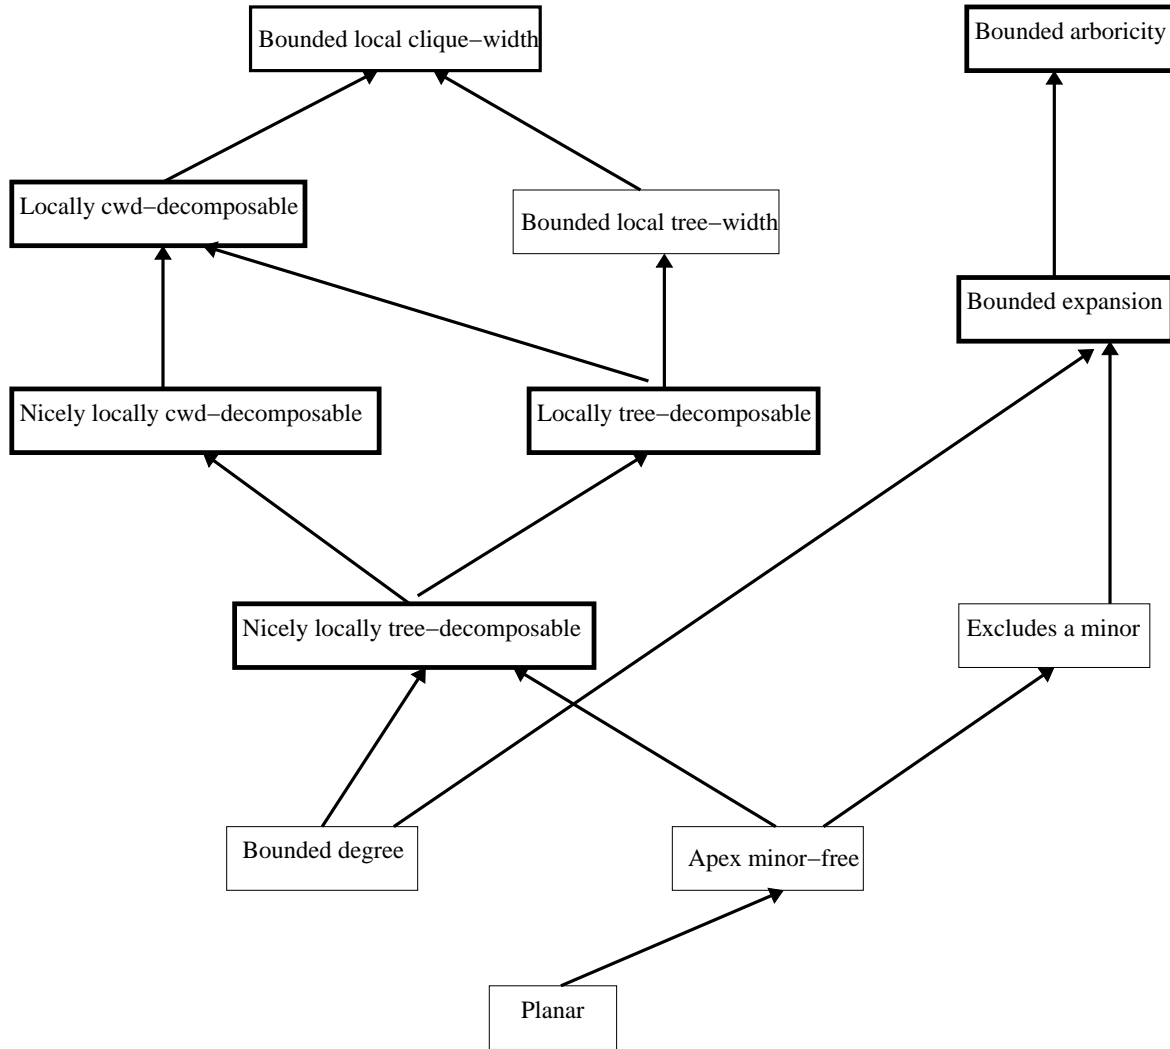 Bounded local clique−width
Bounded arboricity
Locally cwd−decomposable
Bounded local tree−width
Bounded expansion
Nicely locally cwd−decomposable
Locally tree−decomposable
Nicely locally tree−decomposable
Excludes a minor
Bounded degree
Apex minor−free
Planar